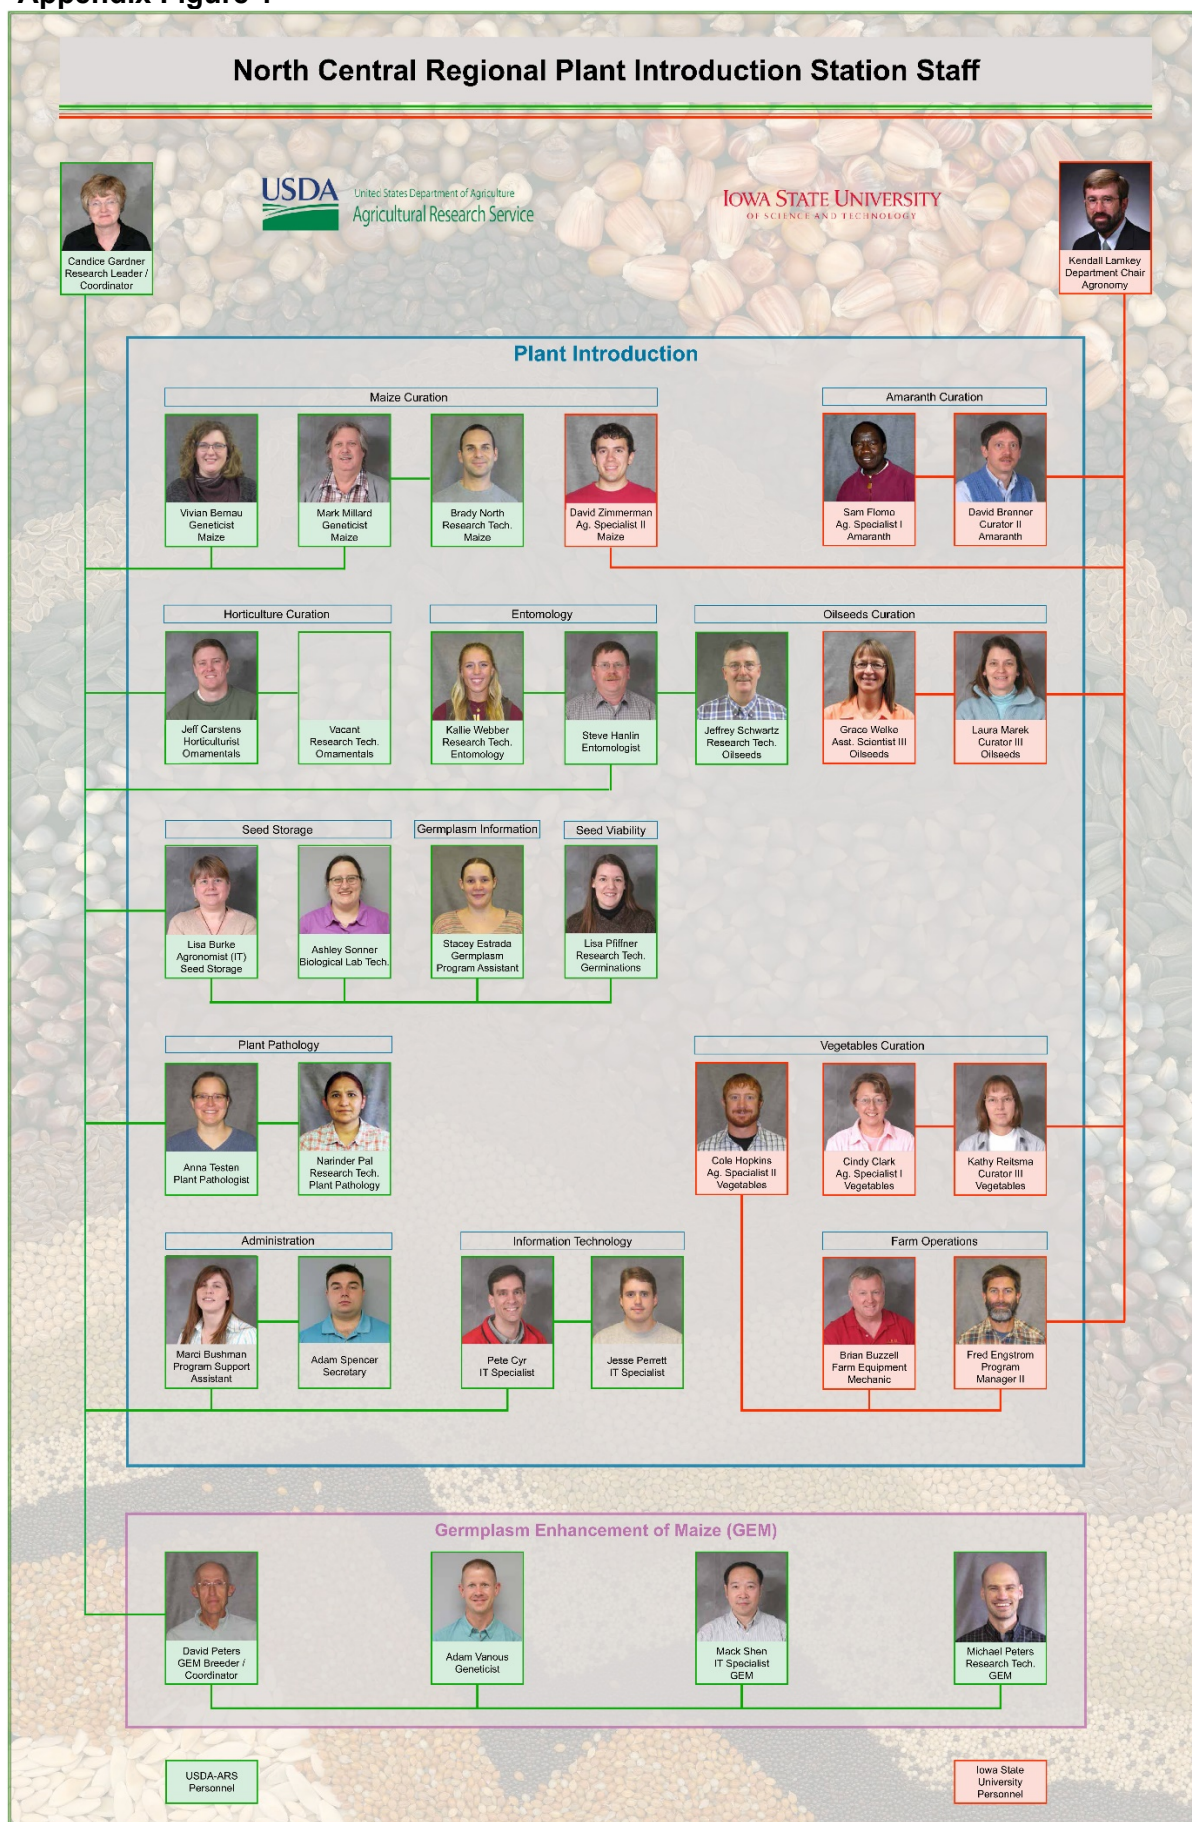 Appendix Figure 1
North Central Regional Plant Introduction Station Staff
USDA
United States Department of Agriculture
Agricultural Research Service
IOWA STATE UNIVERSITY
OF SCIENCE AND TECHNOLOGY
Candice Gardner
Research Leader /
Coordinator
Kendall Lamkey
Department Chair
Agronomy
Plant Introduction
Maize Curation
Vivian Bernau
Geneticist
Maize
Mark Millard
Geneticist
Maize
Brady North
Research Tech.
Maize
David Zimmerman
Ag. Specialist II
Maize
Amaranth Curation
Sam Flomo
Ag. Specialist I
Amaranth
David Brenner
Curator II
Amaranth
Horticulture Curation
Jeff Carstens
Horticulturist
Ornamentals
Vacant
Research Tech.
Ornamentals
Entomology
Kallie Webber
Research Tech.
Entomology
Steve Hanlin
Entomologist
Oilseeds Curation
Jeffrey Schwartz
Research Tech.
Oilseeds
Grace Welke
Asst. Scientist III
Oilseeds
Laura Marek
Curator III
Oilseeds
Seed Storage
Lisa Burke
Agronomist (IT)
Seed Storage
Ashley Sonner
Biological Lab Tech.
Germplasm Information
Stacey Estrada
Germplasm
Program Assistant
Seed Viability
Lisa Pfiffner
Research Tech.
Germinations
Plant Pathology
Anna Testen
Plant Pathologist
Narinder Pal
Research Tech.
Plant Pathology
Vegetables Curation
Cole Hopkins
Ag. Specialist II
Vegetables
Cindy Clark
Ag. Specialist I
Vegetables
Kathy Reitsma
Curator III
Vegetables
Administration
Marci Bushman
Program Support
Assistant
Adam Spencer
Secretary
Information Technology
Pete Cyr
IT Specialist
Jesse Perrett
IT Specialist
Farm Operations
Brian Buzzell
Farm Equipment
Mechanic
Fred Engstrom
Program
Manager II
Germplasm Enhancement of Maize (GEM)
David Peters
GEM Breeder /
Coordinator
Adam Vanous
Geneticist
Mack Shen
IT Specialist
GEM
Michael Peters
Research Tech.
GEM
USDA-ARS
Personnel
Iowa State
University
Personnel